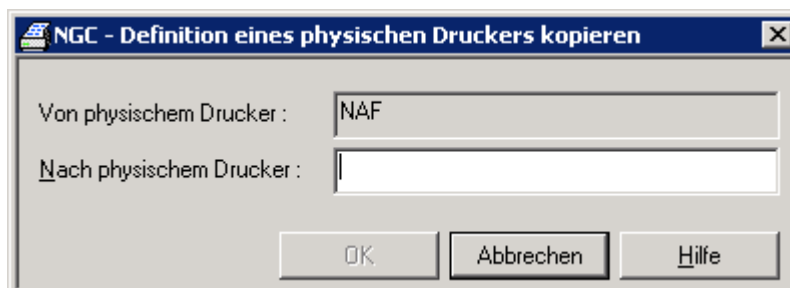 NGC - Definition eines physischen Druckers kopieren
Von physischem Drucker : NAF
Nach physischem Drucker :
OK Abbrechen Hilfe